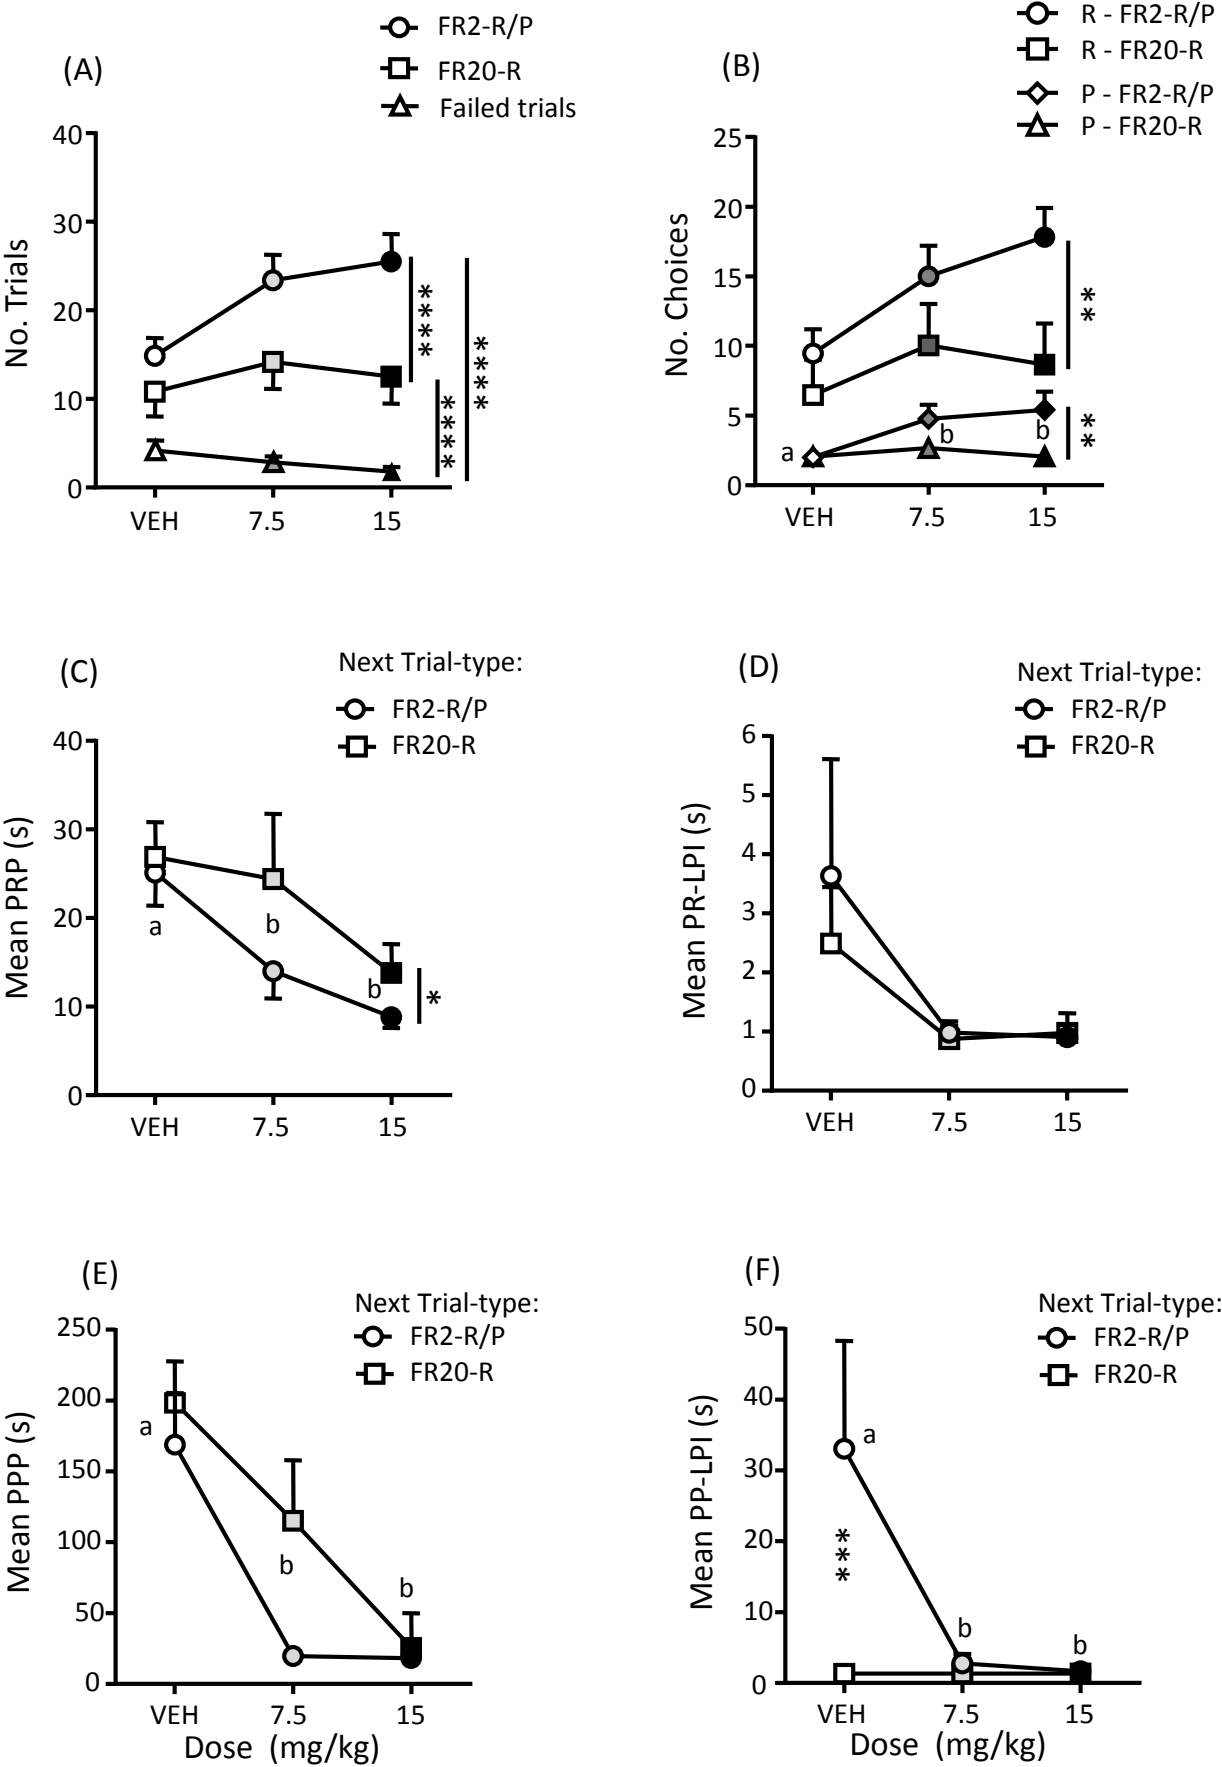 (A)
FR2-R/P
FR20-R
Failed trials
No. Trials
40
30
20
10
0
VEH 7.5 15
****
****
****
(B)
R - FR2-R/P
R - FR20-R
P - FR2-R/P
P - FR20-R
No. Choices
25
20
15
10
5
0
VEH 7.5 15
a
b
b
**
**
(C)
Next Trial-type:
FR2-R/P
FR20-R
Mean PRP (s)
40
30
20
10
0
VEH 7.5 15
a
b
b
*
(D)
Next Trial-type:
FR2-R/P
FR20-R
Mean PR-LPI (s)
6
5
4
3
2
1
0
VEH 7.5 15
(E)
Next Trial-type:
FR2-R/P
FR20-R
Mean PPP (s)
250
200
150
100
50
0
a
b
b
VEH 7.5 15
Dose (mg/kg)
(F)
Next Trial-type:
FR2-R/P
FR20-R
Mean PP-LPI (s)
50
40
30
20
10
0
a
***
b
b
VEH 7.5 15
Dose (mg/kg)